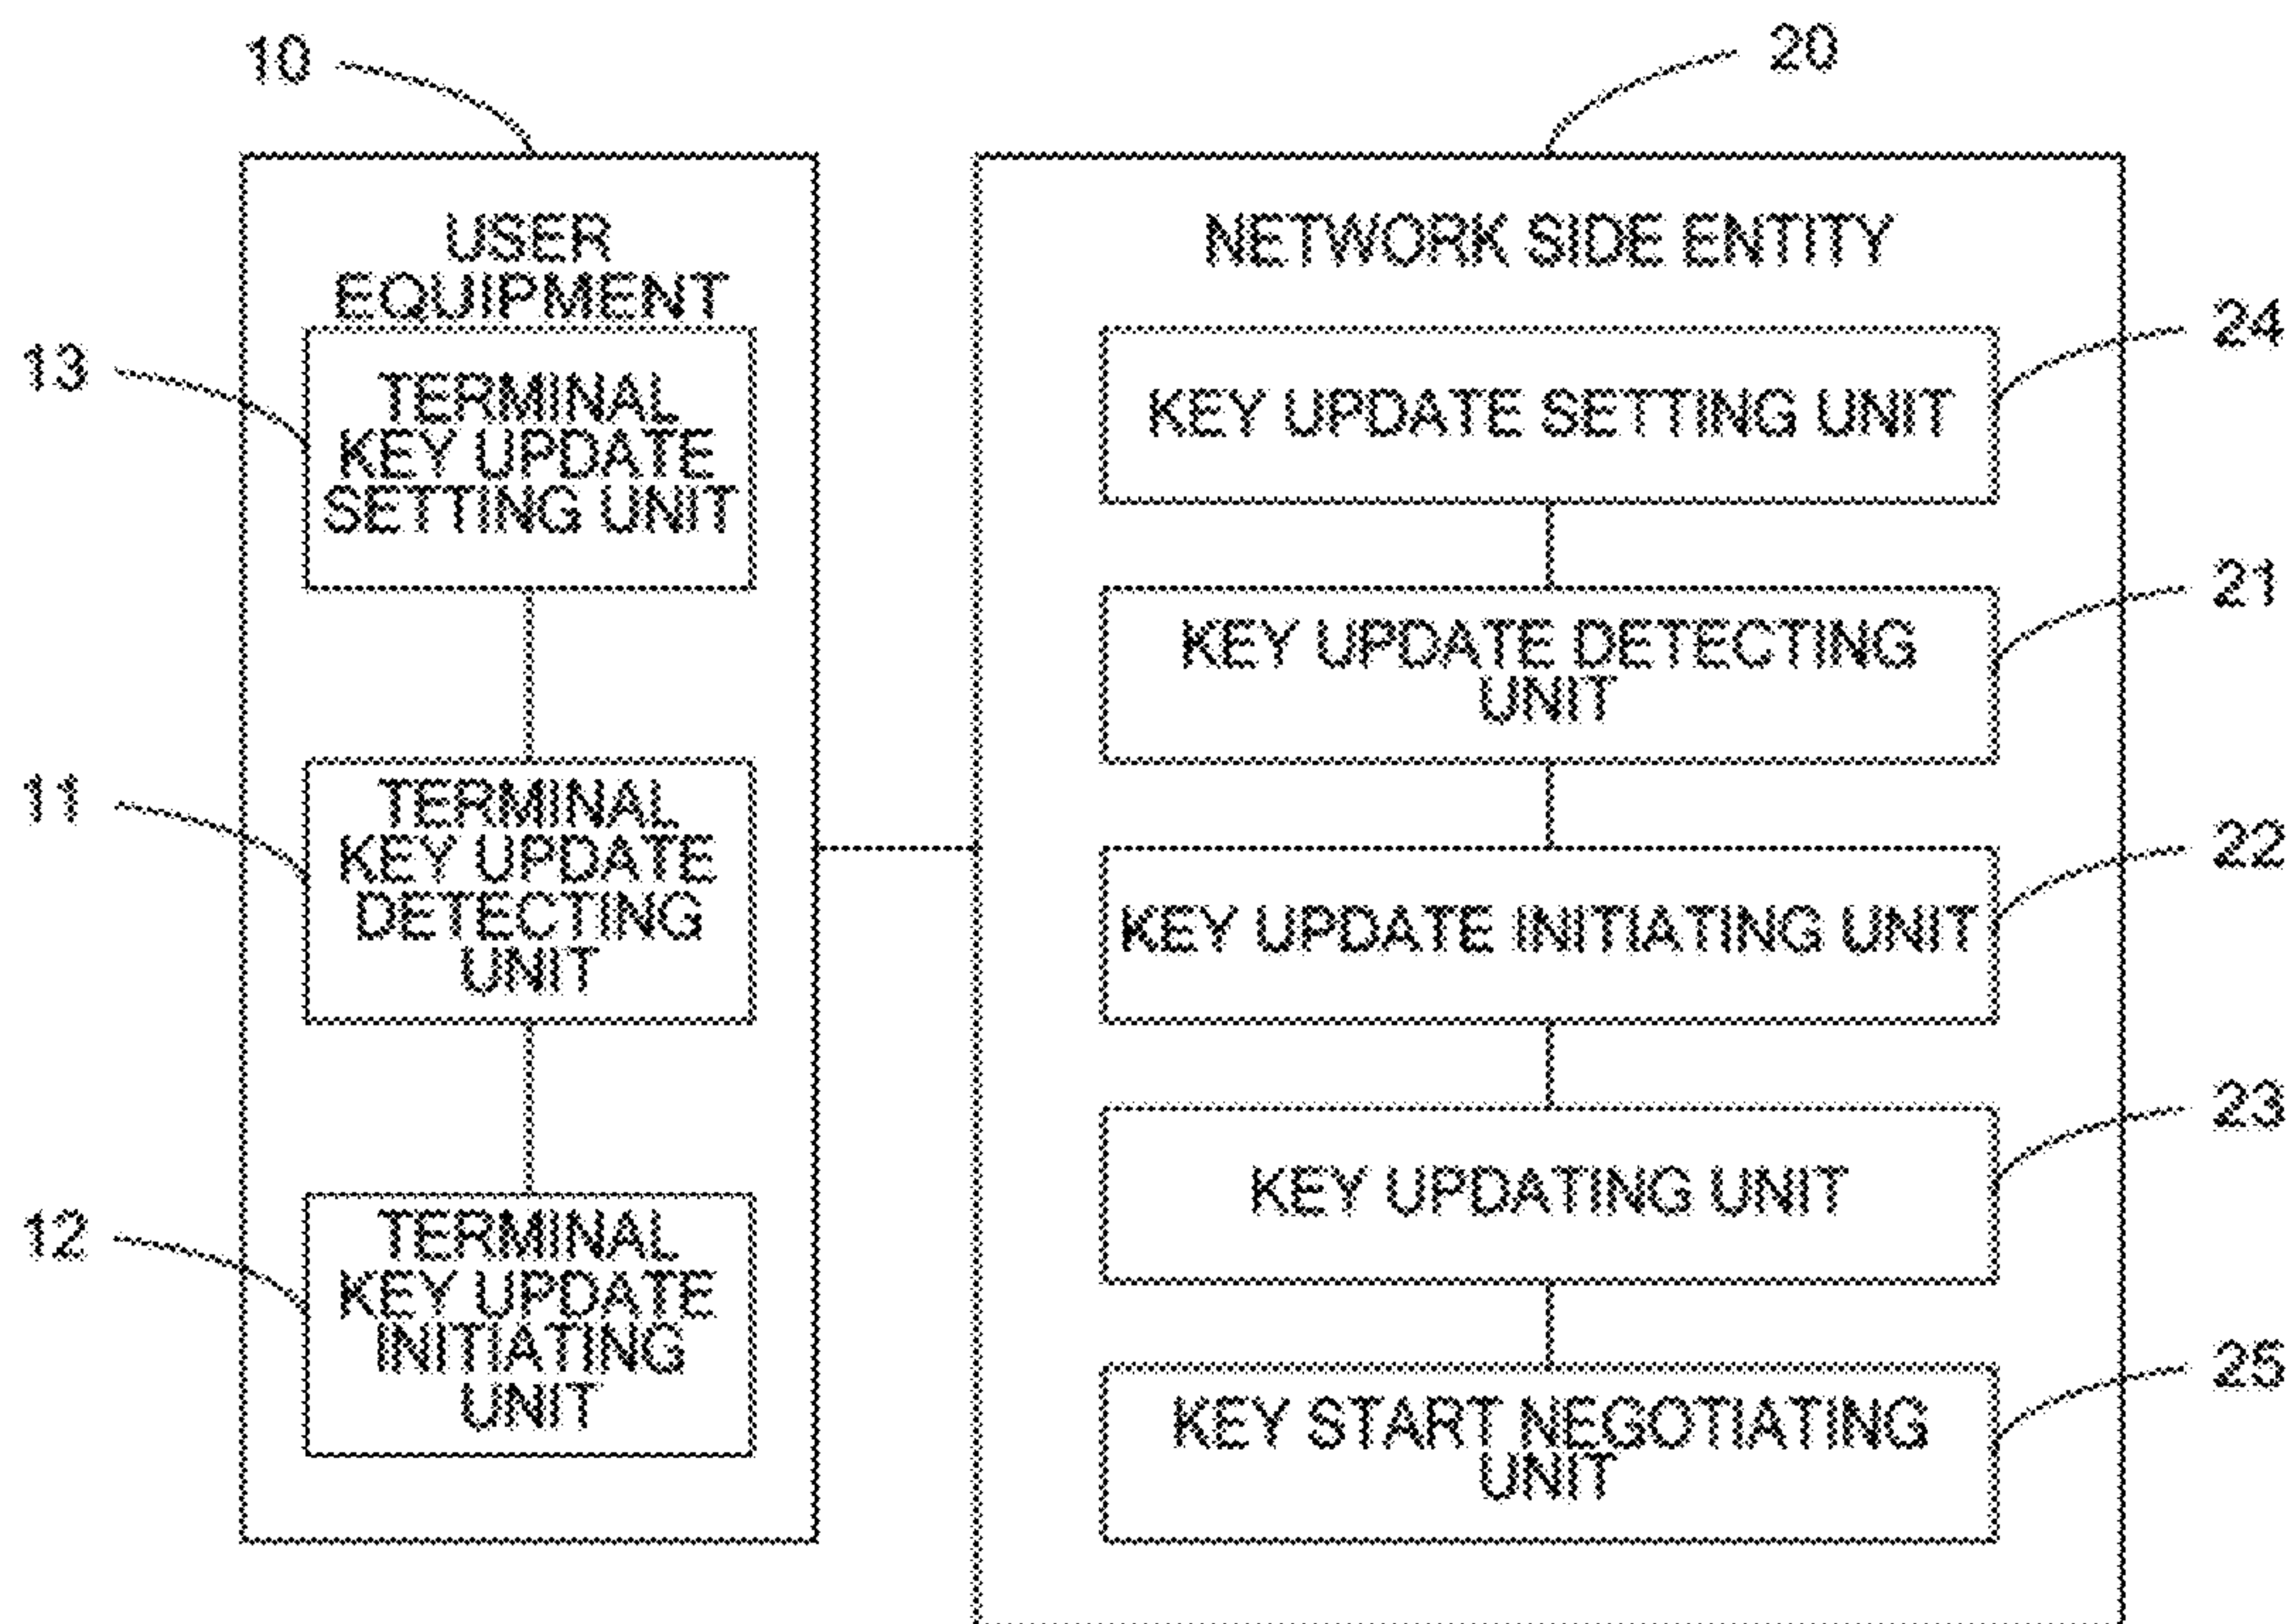 10
20
USER
EQUIPMENT
13
TERMINAL
KEY UPDATE
SETTING UNIT
11
TERMINAL
KEY UPDATE
DETECTING
UNIT
12
TERMINAL
KEY UPDATE
INITIATING
UNIT
NETWORK SIDE ENTITY
24
KEY UPDATE SETTING UNIT
21
KEY UPDATE DETECTING
UNIT
22
KEY UPDATE INITIATING UNIT
23
KEY UPDATING UNIT
25
KEY START NEGOTIATING
UNIT